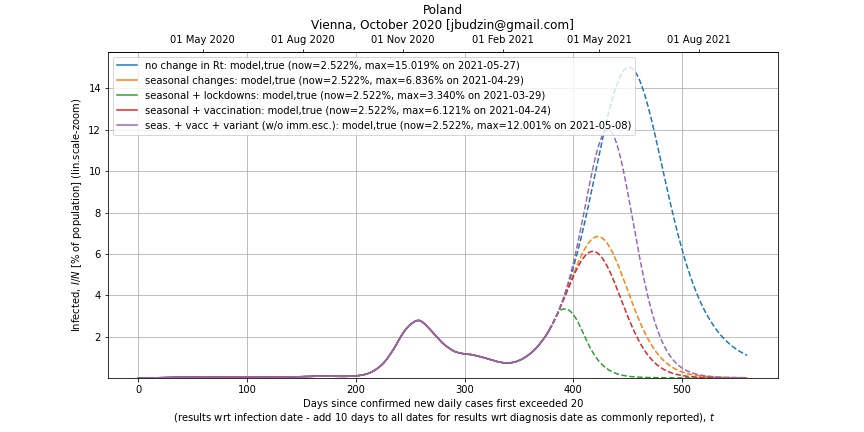 Poland
Vienna, October 2020 [jbudzin@gmail.com]
01 May 2020 01 Aug 2020 01 Nov 2020 01 Feb 2021 01 May 2021 01 Aug 2021
no change in Rt: model,true (now=2.522%, max=15.019% on 2021-05-27)
seasonal changes: model,true (now=2.522%, max=6.836% on 2021-04-29)
seasonal + lockdowns: model,true (now=2.522%, max=3.340% on 2021-03-29)
seasonal + vaccination: model,true (now=2.522%, max=6.121% on 2021-04-24)
seas. + vacc + variant (w/o imm.esc.): model,true (now=2.522%, max=12.001% on 2021-05-08)
Infected, I/N [% of population] (lin.scale-zoom)
14
12
10
8
6
4
2
0 100 200 300 400 500
Days since confirmed new daily cases first exceeded 20
(results wrt infection date - add 10 days to all dates for results wrt diagnosis date as commonly reported), t